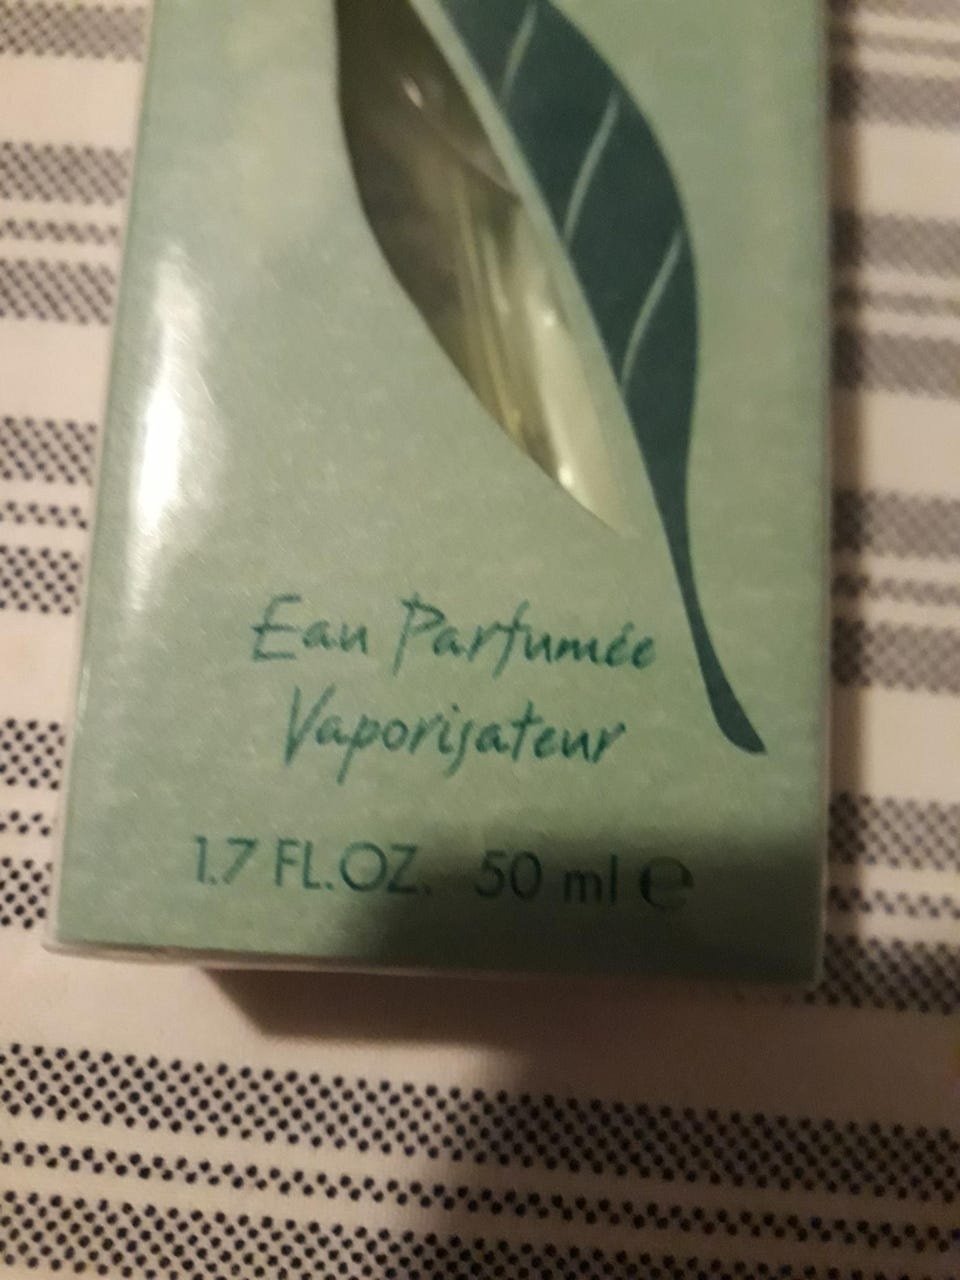 Eau Parfumée
Vaporisateur
1.7 FL.OZ. 50 ml ℮